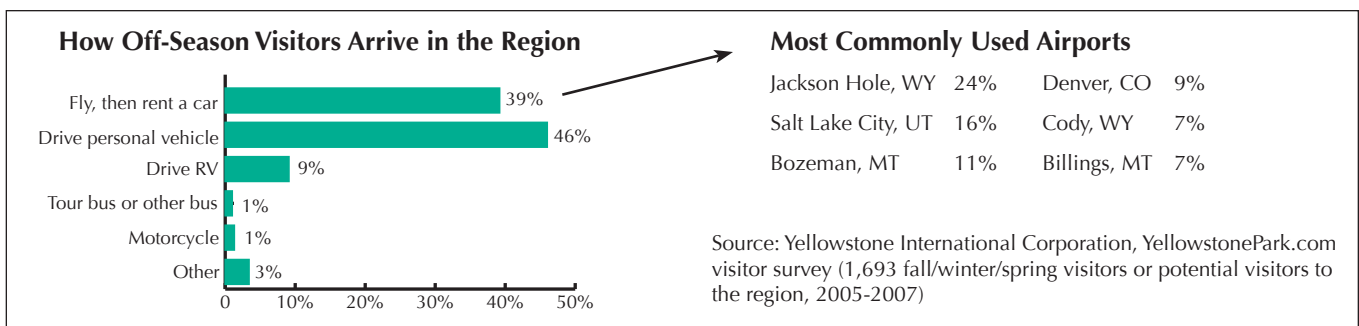 How Off-Season Visitors Arrive in the Region
Fly, then rent a car 39%
Drive personal vehicle 46%
Drive RV 9%
Tour bus or other bus 1%
Motorcycle 1%
Other 3%
0 10% 20% 30% 40% 50%
Most Commonly Used Airports
Jackson Hole, WY 24% Denver, CO 9%
Salt Lake City, UT 16% Cody, WY 7%
Bozeman, MT 11% Billings, MT 7%
Source: Yellowstone International Corporation, YellowstonePark.com
visitor survey (1,693 fall/winter/spring visitors or potential visitors to
the region, 2005-2007)